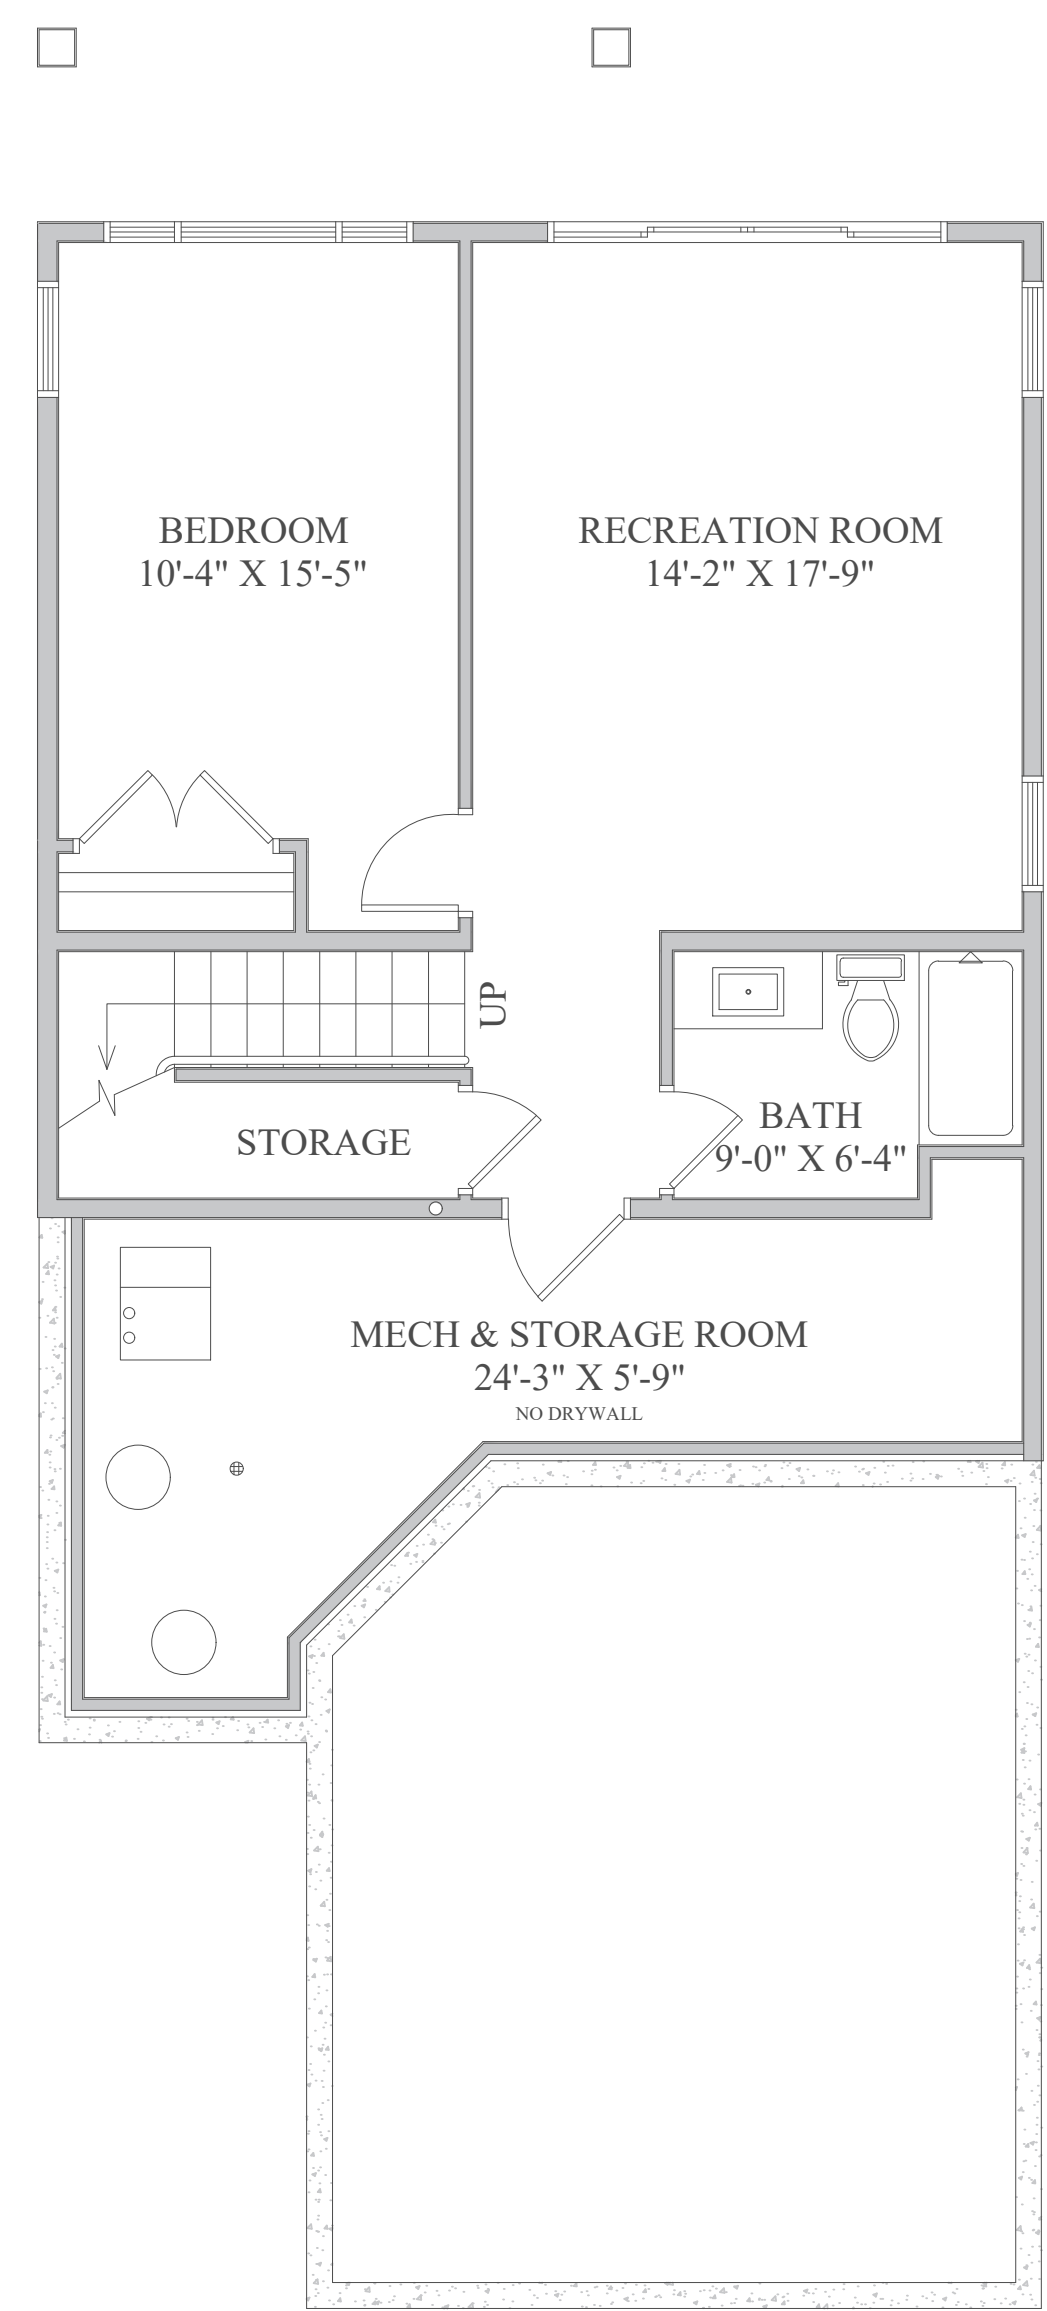 BEDROOM
10'-4" X 15'-5"
RECREATION ROOM
14'-2" X 17'-9"
UP
STORAGE
BATH
9'-0" X 6'-4"
MECH & STORAGE ROOM
24'-3" X 5'-9"
NO DRYWALL